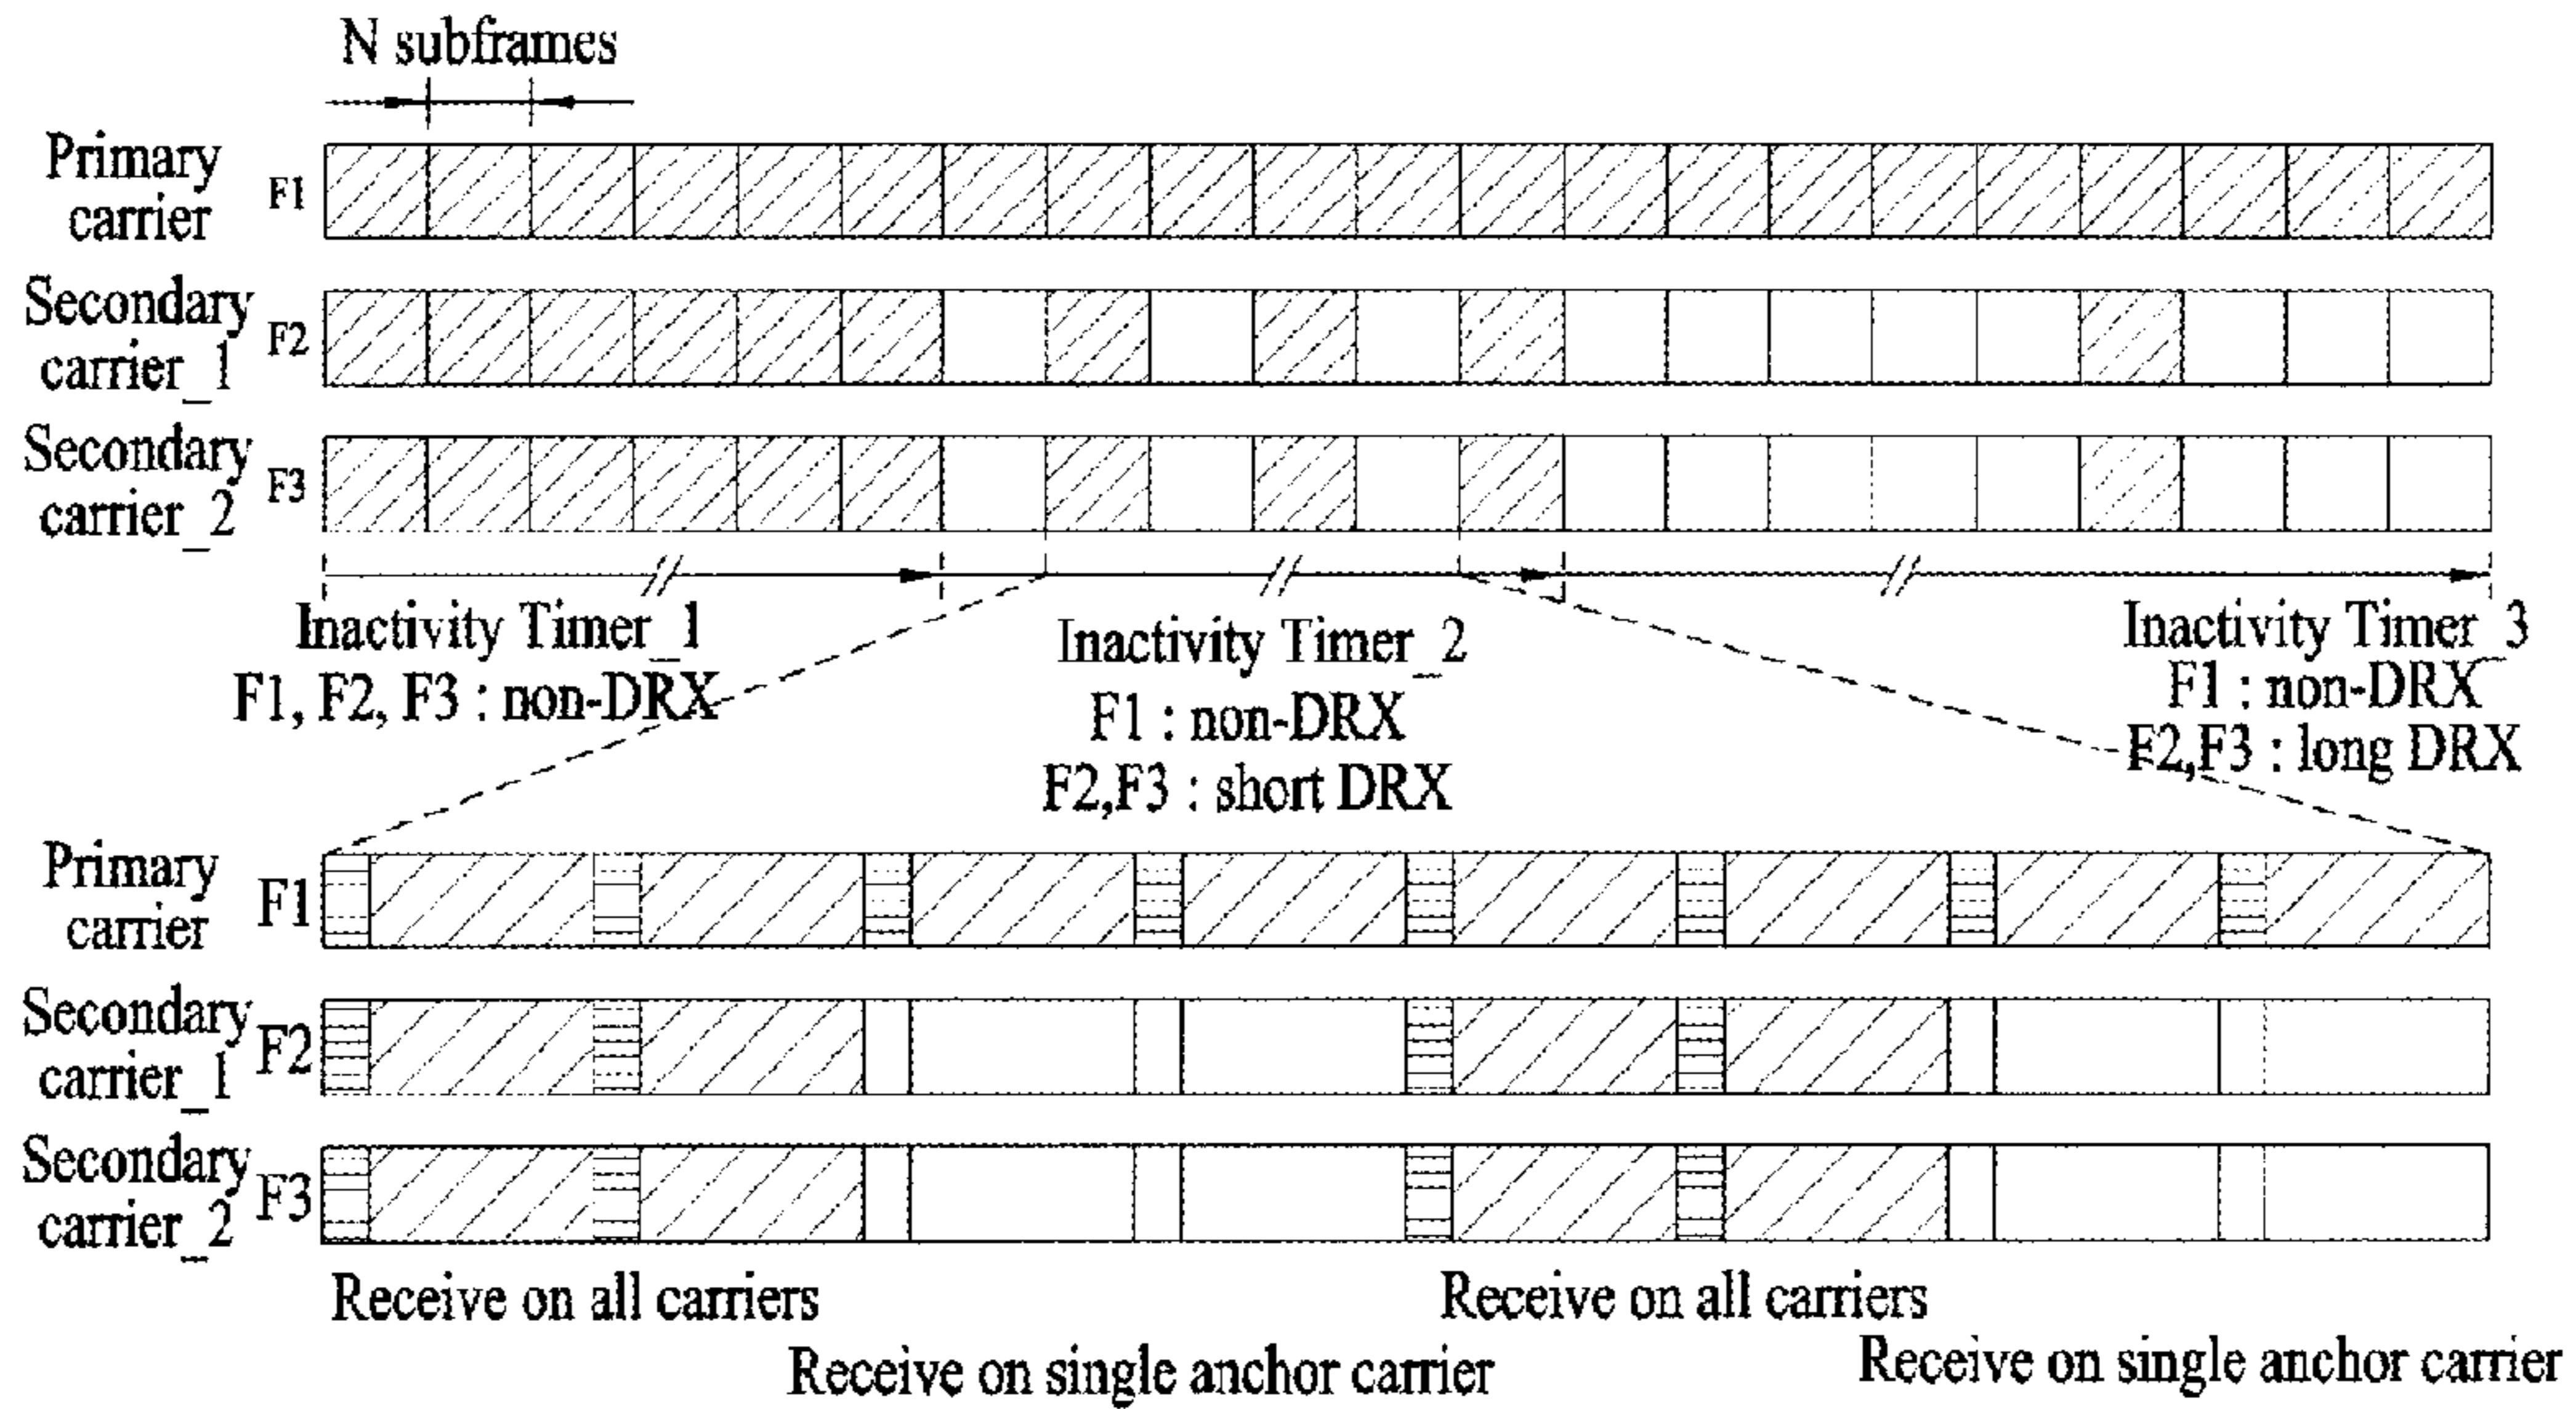 N subframes
Primary
carrier
F1
Secondary
carrier_1
F2
Secondary
carrier_2
F3
Inactivity Timer_1
F1, F2, F3 : non-DRX
Inactivity Timer_2
F1 : non-DRX
F2,F3 : short DRX
Inactivity Timer_3
F1 : non-DRX
F2,F3 : long DRX
Primary
carrier
F1
Secondary
carrier_1
F2
Secondary
carrier_2
F3
Receive on all carriers
Receive on single anchor carrier
Receive on all carriers
Receive on single anchor carrier